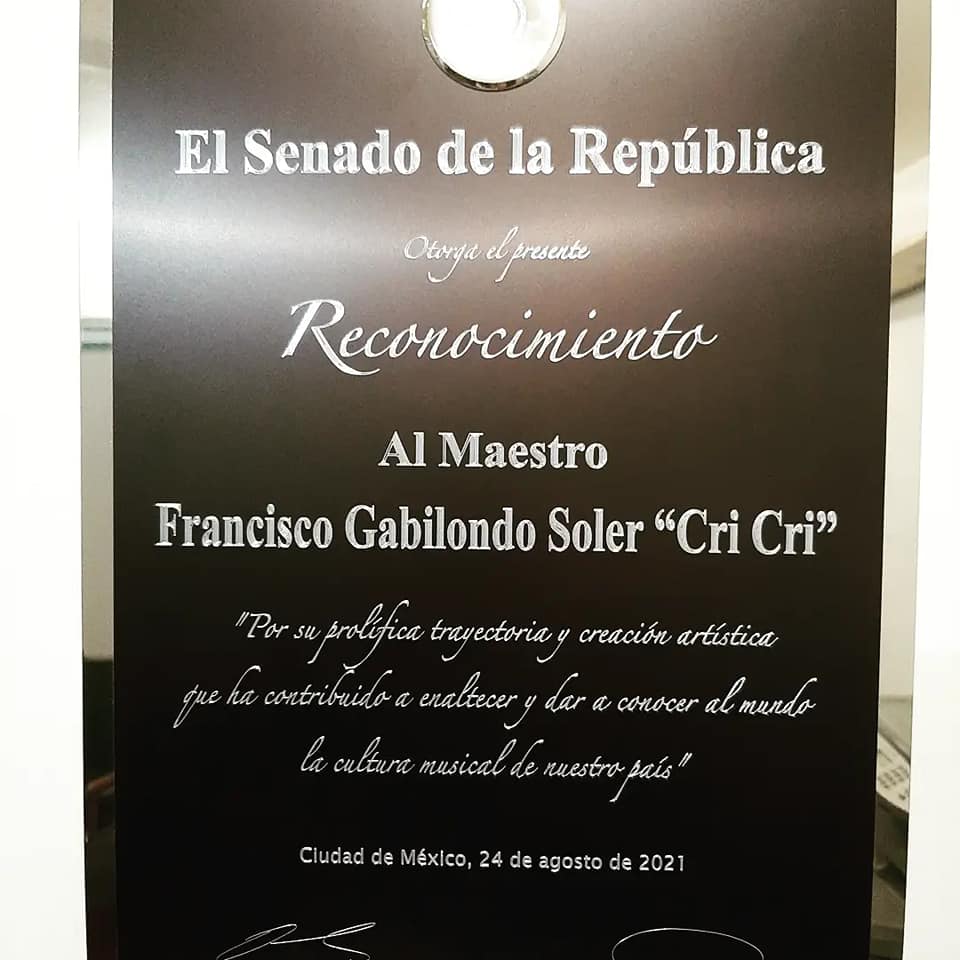 El Senado de la República
Otorga el presente
Reconocimiento
Al Maestro
Francisco Gabilondo Soler “Cri Cri”
"Por su prolífica trayectoria y creación artística
que ha contribuido a enaltecer y dar a conocer al mundo
la cultura musical de nuestro país"
Ciudad de México, 24 de agosto de 2021